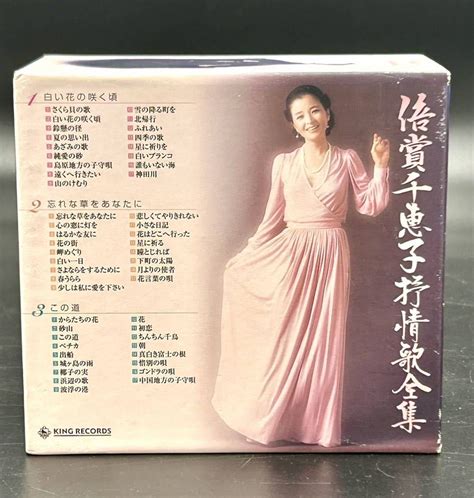 倍賞千恵子抒情歌全集
1 白い花の咲く頃
さくら貝の歌
白い花の咲く頃
鈴懸の径
夏の思い出
あざみの歌
純愛の砂
島原地方の子守唄
遠くへ行きたい
山のけむり
雪の降る町を
北帰行
ふれあい
四季の歌
星に祈りを
白いブランコ
誰もいない海
神田川
2 忘れな草をあなたに
忘れな草をあなたに
心の窓に灯を
はるかな友に
花の街
岬めぐり
白い一日
さよならをするために
春うらら
少しは私に愛を下さい
悲しくてやりきれない
小さな日記
花はどこへ行った
星に祈る
瞳とじれば
下町の太陽
月よりの使者
花言葉の唄
3 この道
からたちの花
砂山
この道
ペチカ
出船
城ヶ島の雨
椰子の実
浜辺の歌
波浮の港
花
初恋
ちんちん千鳥
朝
真白き富士の根
惜別の唄
ゴンドラの唄
中国地方の子守唄
KING RECORDS